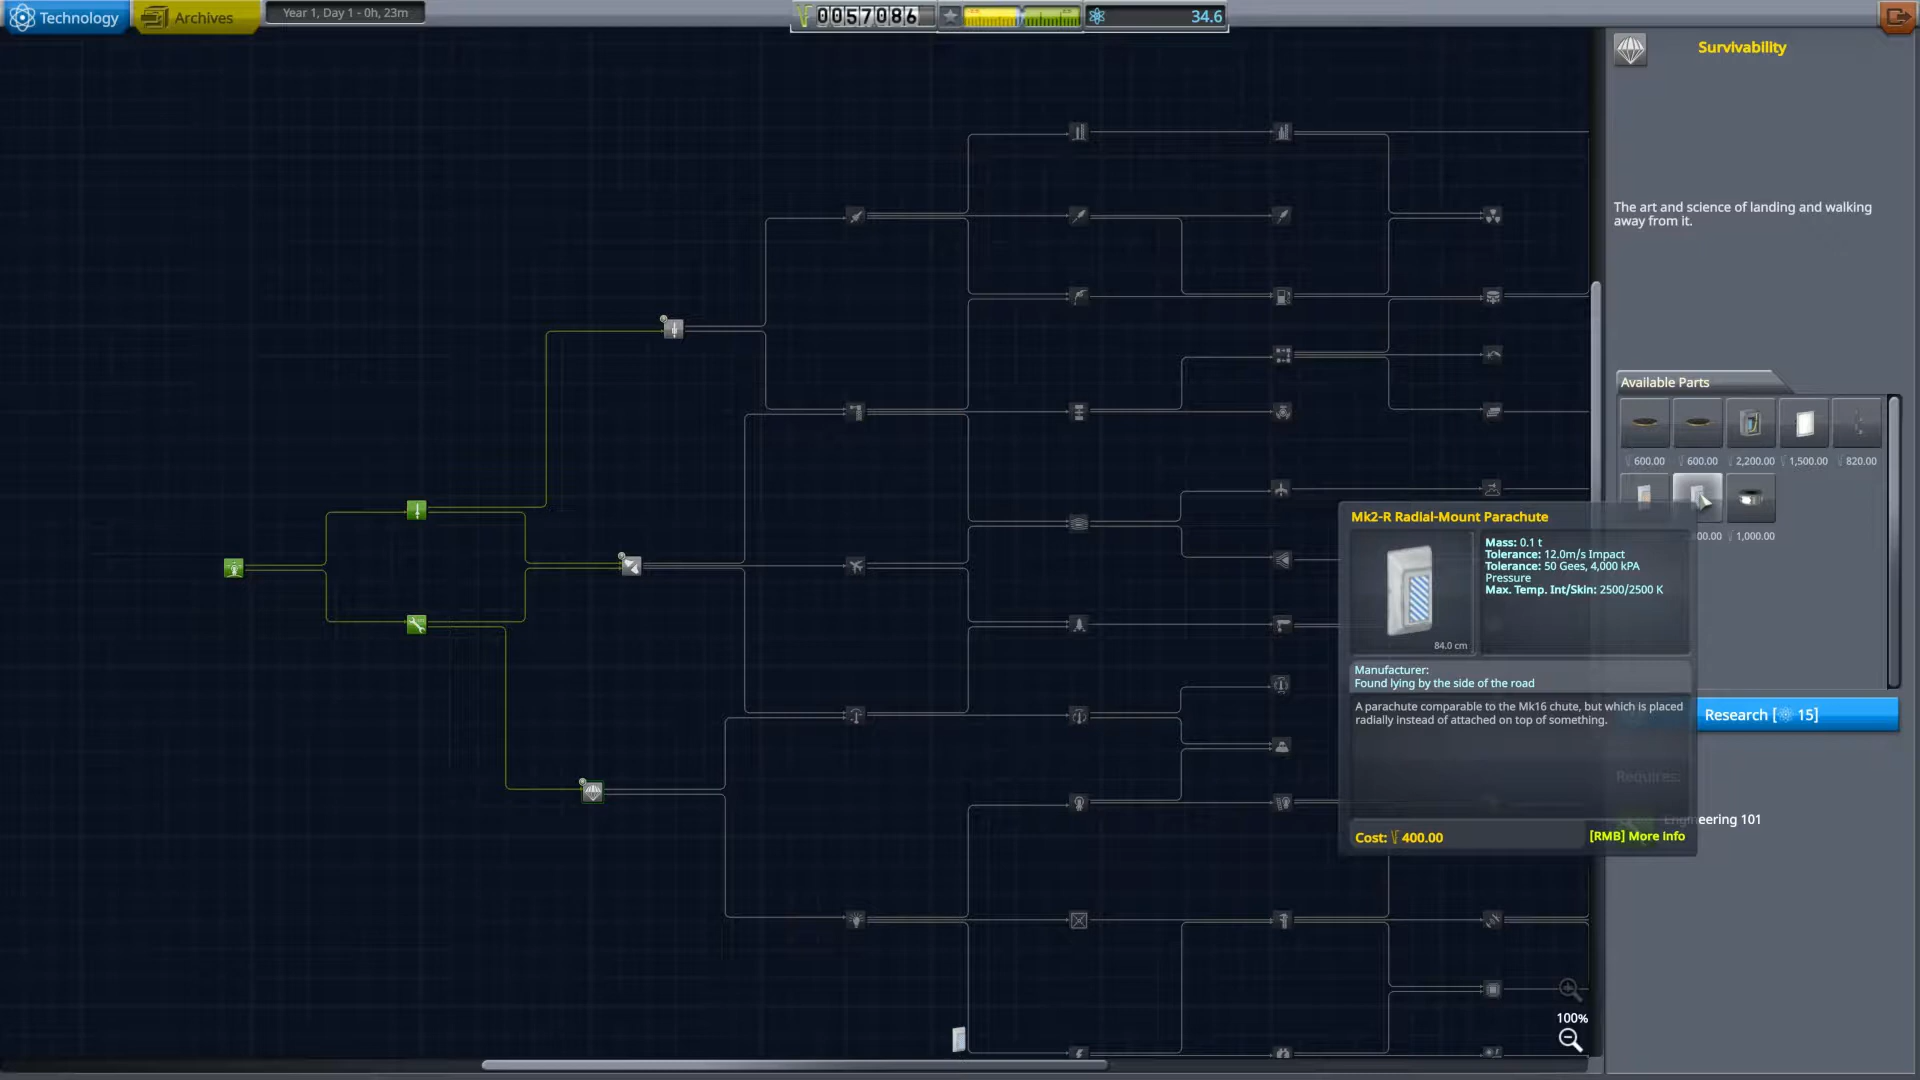 Technology
Archives
Year 1, Day 1 - 0h, 23m
0057086
34.6
Survivability
The art and science of landing and walking
away from it.
Available Parts
600.00
600.00
2,200.00
1,500.00
820.00
00.00
1,000.00
Mk2-R Radial-Mount Parachute
Mass: 0.1 t
Tolerance: 12.0m/s Impact
Tolerance: 50 Gees, 4,000 kPA
Pressure
Max. Temp. Int/Skin: 2500/2500 K
84.0 cm
Manufacturer:
Found lying by the side of the road
A parachute comparable to the Mk16 chute, but which is placed
radially instead of attached on top of something.
Cost: 400.00
[RMB] More Info
Research [ 15]
Requires:
Engineering 101
100%